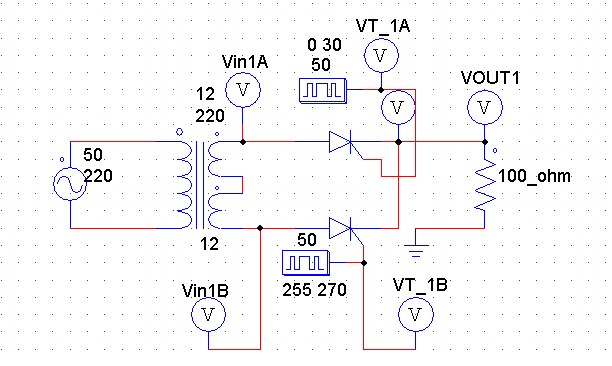 VT_1A
0 30
50
Vin1A
V
VOUT1
V
12
220
V
V
50
220
100_ohm
12
50
255 270
Vin1B
VT_1B
V
V